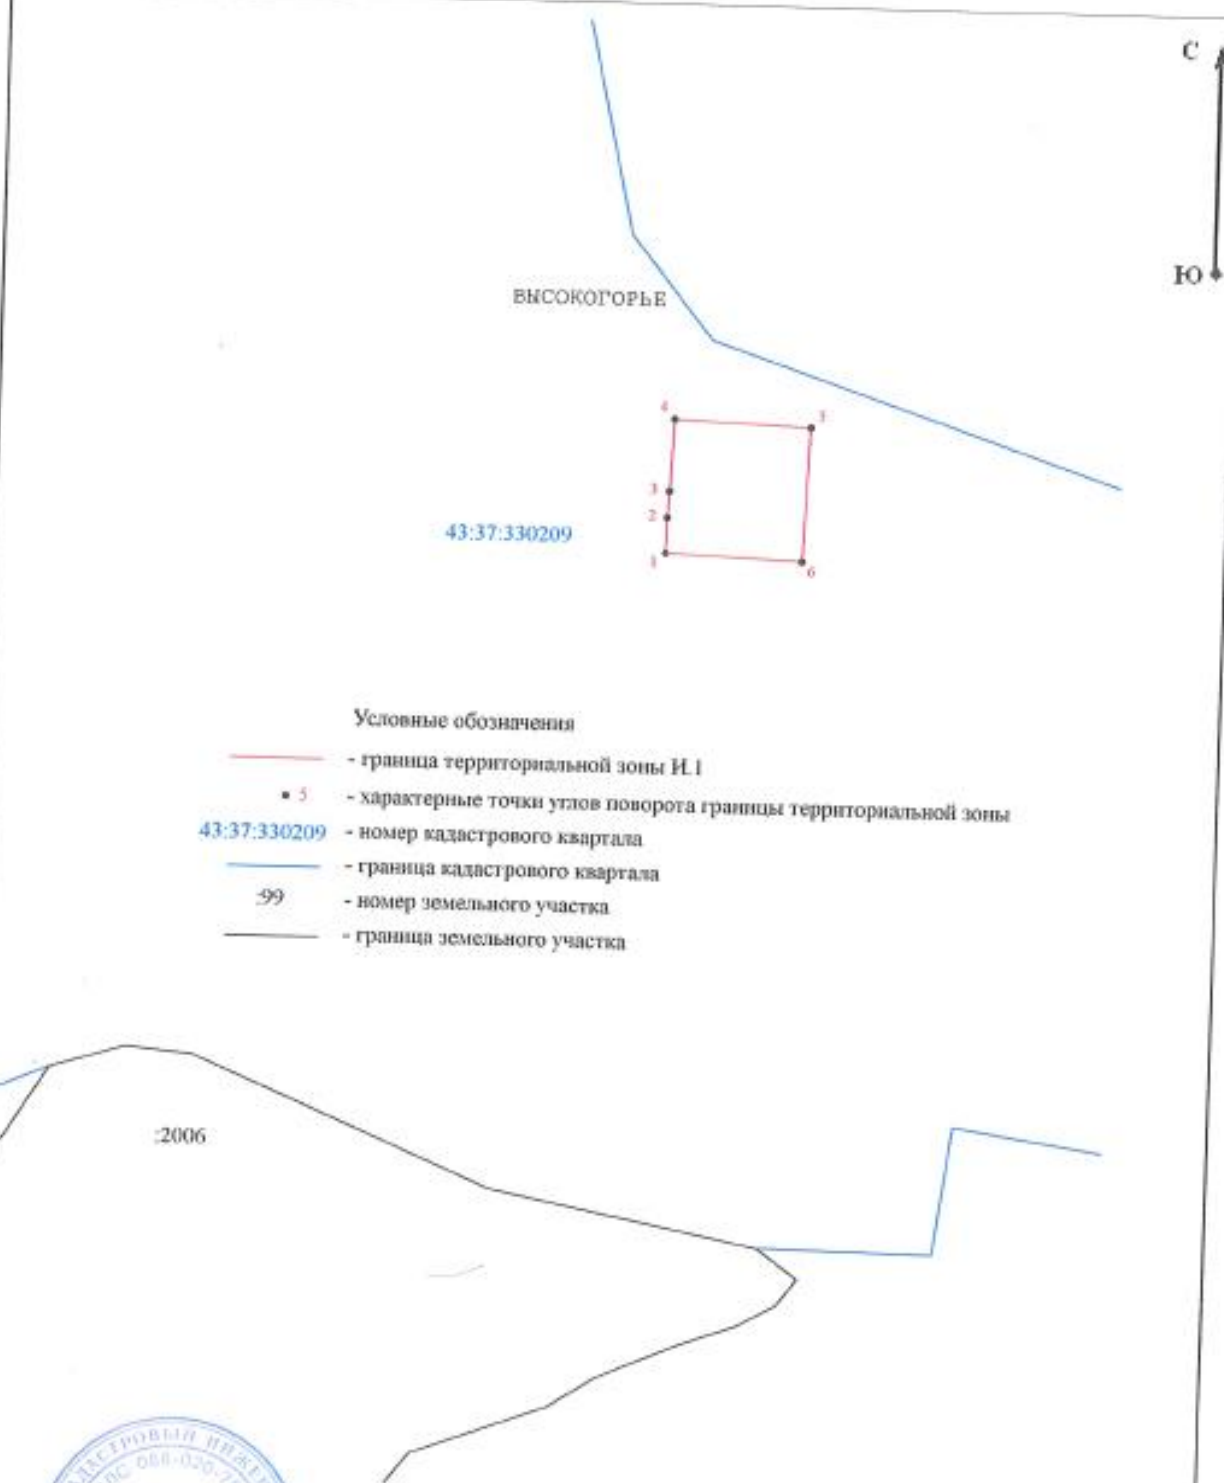 С
Ю
ВЫСОКОГОРЬЕ
4
5
3
2
1
6
43:37:330209
Условные обозначения
- граница территориальной зоны И.1
5 - характерные точки углов поворота границы территориальной зоны
43:37:330209 - номер кадастрового квартала
- граница кадастрового квартала
:99 - номер земельного участка
- граница земельного участка
:2006